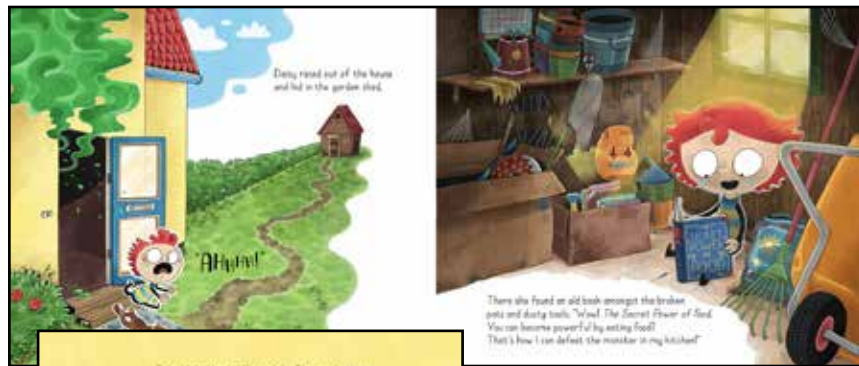 Daisy raced out of the house
and hid in the garden shed.
"AHHHHH!"
There she found an old book amongst the broken
pots and dusty tools. "Wow! The Secret Power of Food.
You can become powerful by eating food?
That's how I can defeat the monster in my kitchen!"